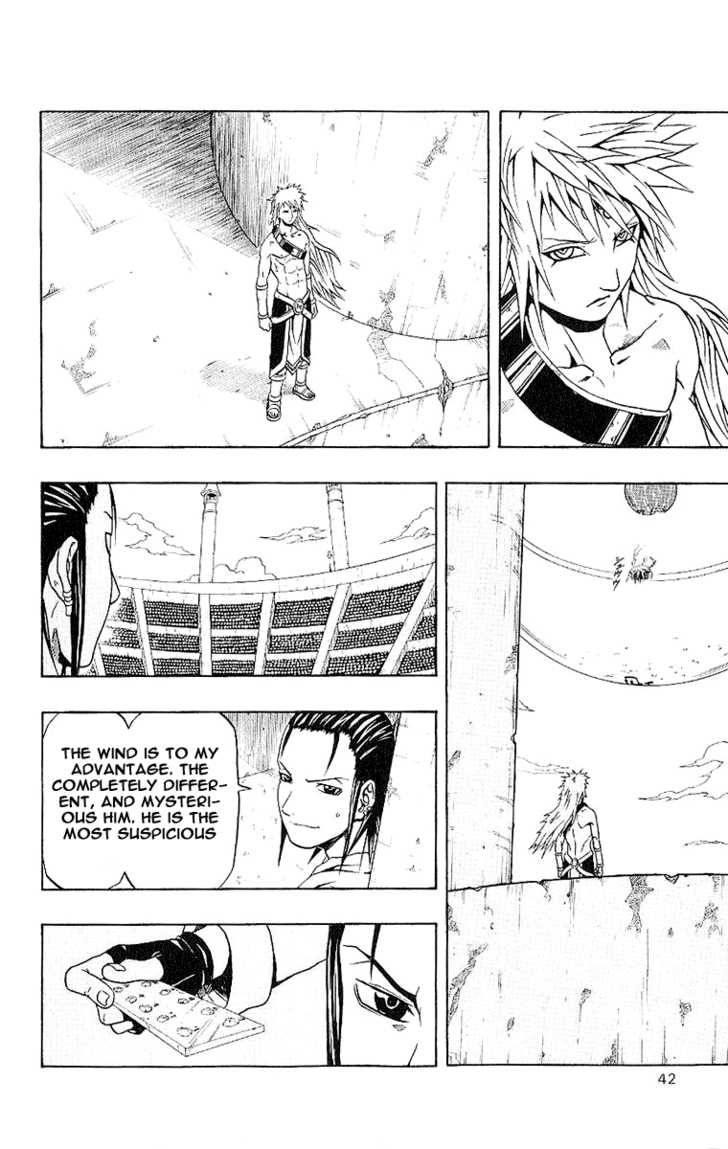 THE WIND IS TO MY
ADVANTAGE. THE
COMPLETELY DIFFER-
ENT, AND MYSTERI-
OUS HIM. HE IS THE
MOST SUSPICIOUS
42